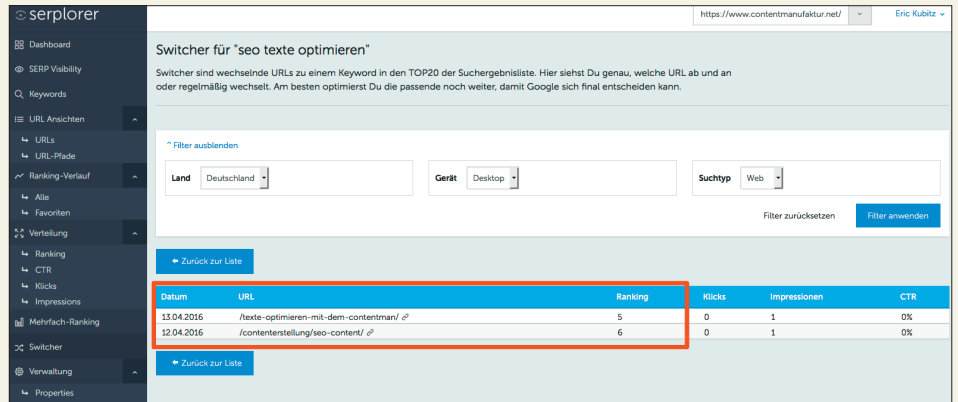 serplorer
https://www.contentmanufaktur.net/
Eric Kubitz
Dashboard
SERP Visibility
Keywords
URL Ansichten
URLs
URL-Pfade
Ranking-Verlauf
Alle
Favoriten
Verteilung
Ranking
CTR
Klicks
Impressions
Mehrfach-Ranking
Switcher
Verwaltung
Properties
Switcher für "seo texte optimieren"
Switcher sind wechselnde URLs zu einem Keyword in den TOP20 der Suchergebnisliste. Hier siehst Du genau, welche URL ab und an
oder regelmäßig wechselt. Am besten optimierst Du die passende noch weiter, damit Google sich final entscheiden kann.
^ Filter ausblenden
Land Deutschland Gerät Desktop Suchtyp Web
Filter zurücksetzen Filter anwenden
Zurück zur Liste
Datum URL Ranking Klicks Impressionen CTR
13.04.2016 /texte-optimieren-mit-dem-contentman/ 5 0 1 0%
12.04.2016 /contenterstellung/seo-content/ 6 0 1 0%
Zurück zur Liste